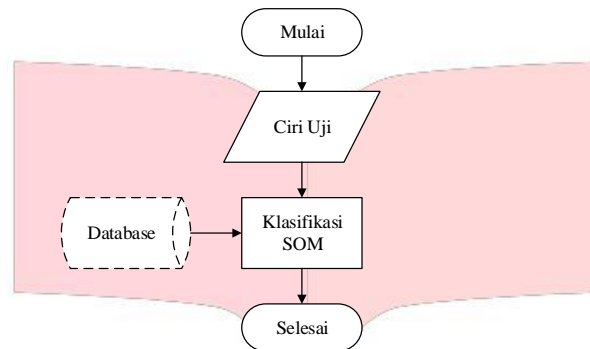 Mulai
Ciri Uji
Database
Klasifikasi
SOM
Selesai